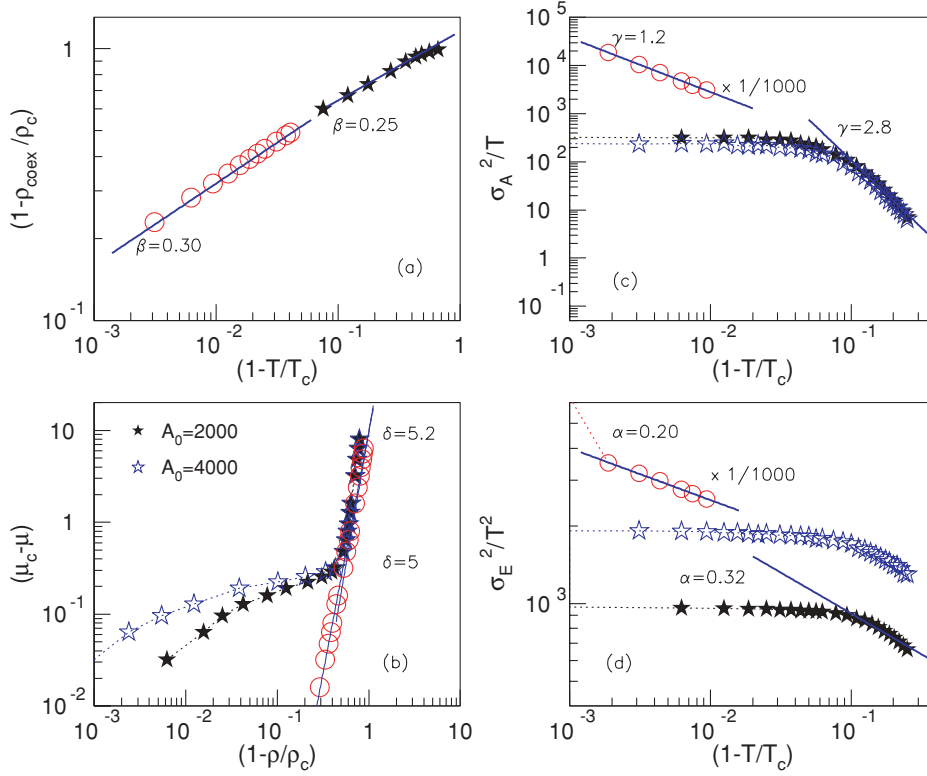 1
(1-ρcoex/ρc)
β=0.25
β=0.30
(a)
10-1
10-3
10-2
10-1
1
(1-T/Tc)
σA2/T
105
104
103
102
10
1
10-1
γ=1.2
× 1/1000
γ=2.8
(c)
10-3
10-2
10-1
(1-T/Tc)
(μc-μ)
10
1
10-1
10-2
A0=2000
A0=4000
δ=5.2
δ=5
(b)
10-3
10-2
10-1
1
10
(1-ρ/ρc)
σE2/T2
103
α=0.20
× 1/1000
α=0.32
(d)
10-3
10-2
10-1
(1-T/Tc)